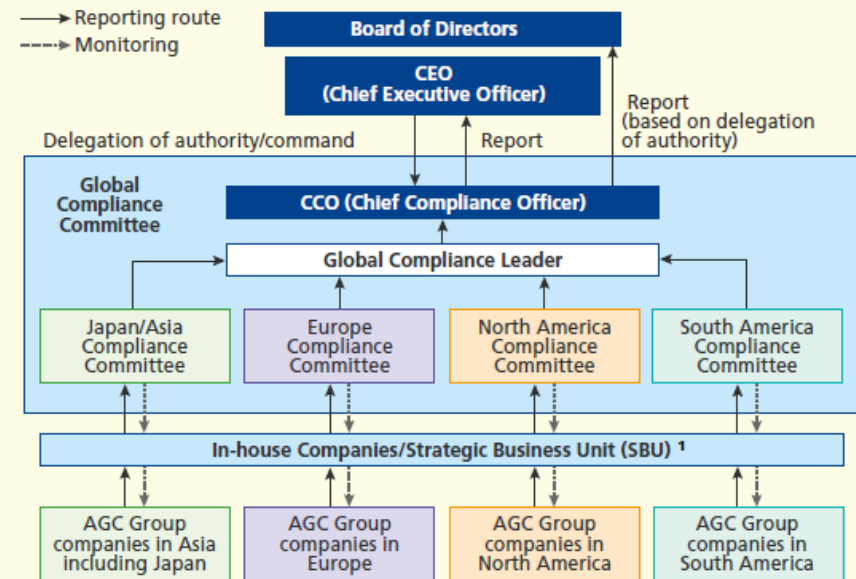 Reporting route
Monitoring
Board of Directors
CEO
(Chief Executive Officer)
Report
(based on delegation
of authority)
Delegation of authority/command
Report
Global
Compliance
Committee
CCO (Chief Compliance Officer)
Global Compliance Leader
Japan/Asia
Compliance
Committee
Europe
Compliance
Committee
North America
Compliance
Committee
South America
Compliance
Committee
In-house Companies/Strategic Business Unit (SBU) ¹
AGC Group
companies in Asia
including Japan
AGC Group
companies in
Europe
AGC Group
companies in
North America
AGC Group
companies in
South America